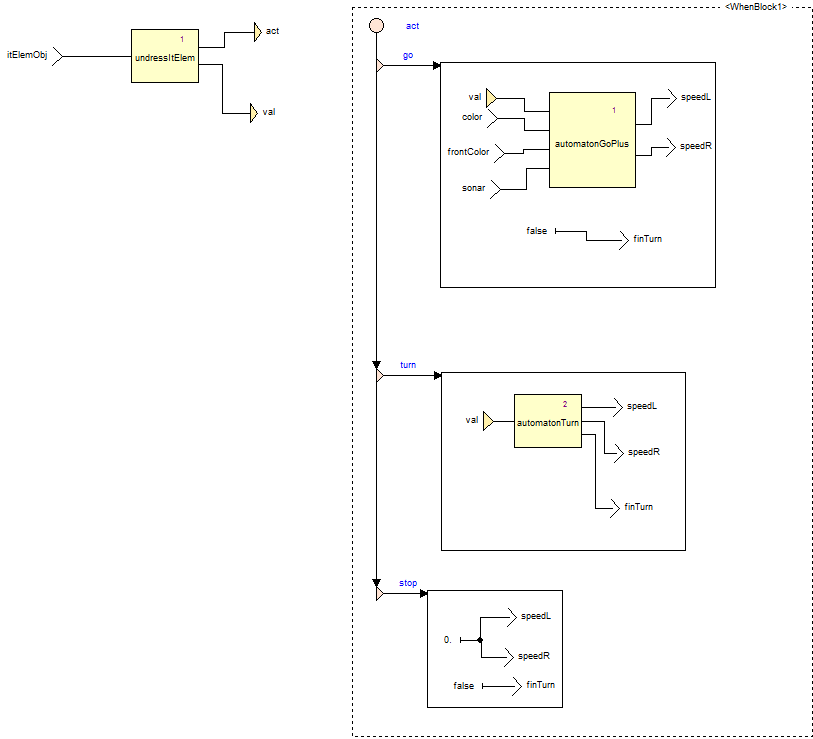 <WhenBlock1>
act
1
act
itElemObj
undressItElem
go
val
val
1
speedL
color
automatonGoPlus
speedR
frontColor
sonar
false
finTurn
turn
2
speedL
val
automatonTurn
speedR
finTurn
stop
speedL
0.
speedR
false
finTurn